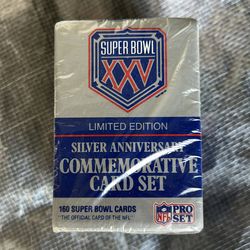 SUPER BOWL
XXV
LIMITED EDITION
SILVER ANNIVERSARY
COMMEMORATIVE
CARD SET
160 SUPER BOWL CARDS
"THE OFFICIAL CARD OF THE NFL"
NFL
PRO
SET